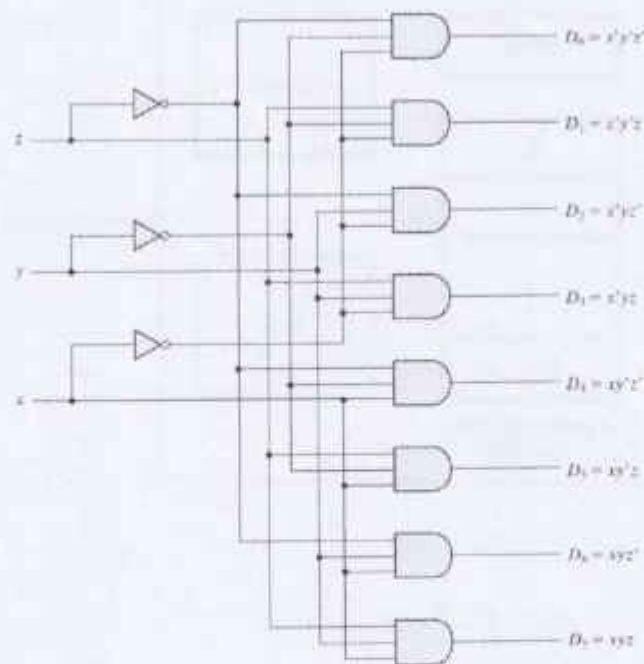 D₀ = x'y'z'
z
D₁ = x'y'z
D₂ = x'yz'
y
D₃ = x'yz
x
D₄ = xy'z'
D₅ = xy'z
D₆ = xyz'
D₇ = xyz